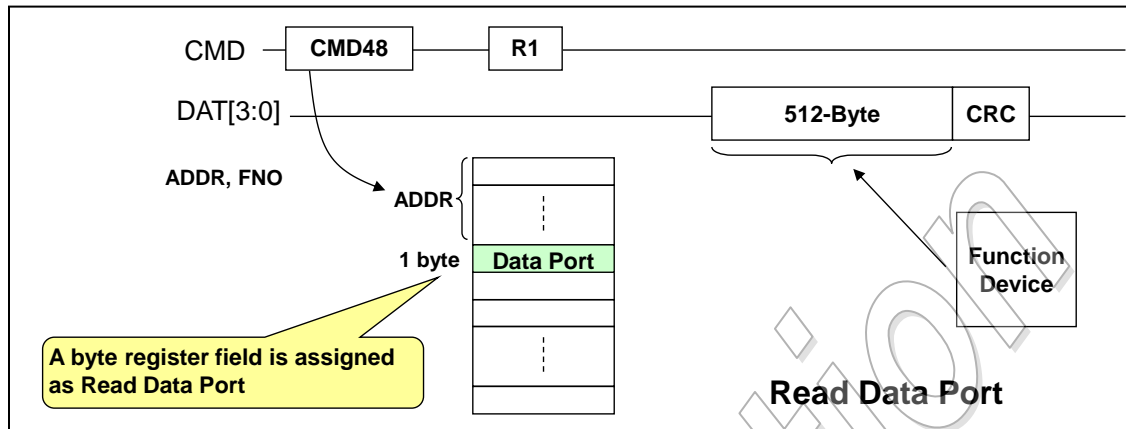 CMD
CMD48
R1
DAT[3:0]
512-Byte
CRC
ADDR, FNO
ADDR
1 byte
Data Port
Function
Device
A byte register field is assigned
as Read Data Port
Read Data Port
tion